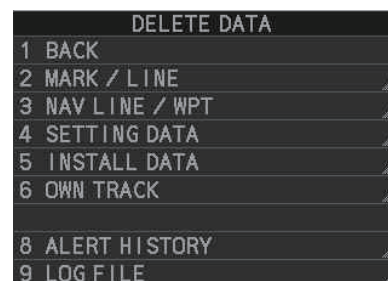 DELETE DATA
1 BACK
2 MARK / LINE
3 NAV LINE / WPT
4 SETTING DATA
5 INSTALL DATA
6 OWN TRACK
8 ALERT HISTORY
9 LOG FILE